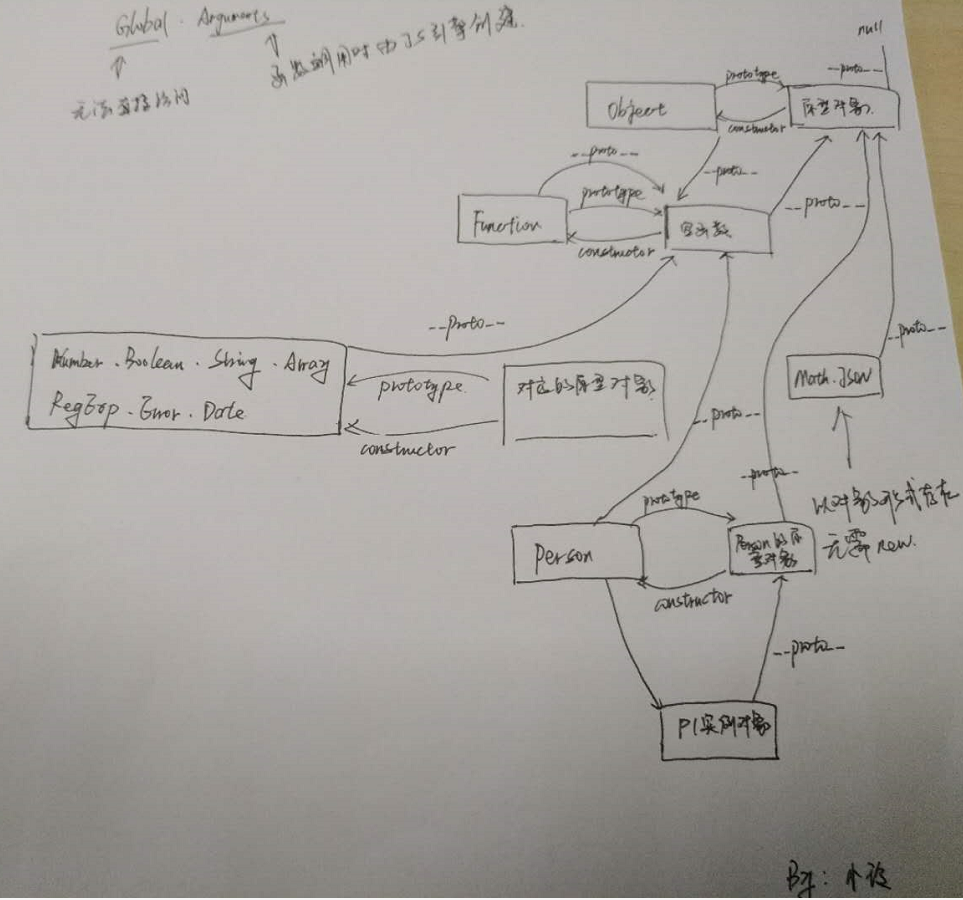 Global . Arguments
无法直接访问
函数调用时由JS引擎创建.
null
--proto--
prototype
Object
原型对象.
constructor
--proto--
--proto--
prototype
Function
空函数
--proto--
constructor
--proto--
Number . Boolean . String . Array
RegExp . Error . Date
prototype
对应的原型对象.
constructor
--proto--
Math . Json
--proto--
以对象形式存在
无需new.
--proto--
prototype
Person
Person的原
型对象
constructor
--proto--
P1实例对象
By: 小